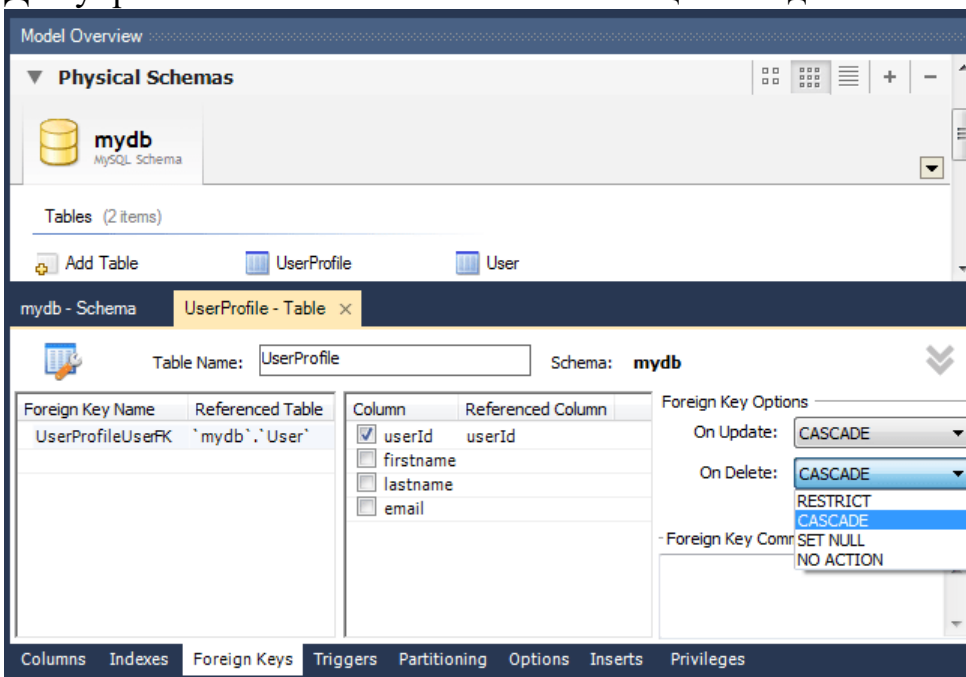 Model Overview
Physical Schemas
mydb
MySQL Schema
Tables (2 items)
Add Table UserProfile User
mydb - Schema UserProfile - Table
Table Name: UserProfile Schema: mydb
Foreign Key Name Referenced Table Column Referenced Column Foreign Key Options
UserProfileUserFK `mydb`.`User` userId userId On Update: CASCADE
firstname
lastname On Delete: CASCADE
email RESTRICT
CASCADE
Foreign Key SET NULL
NO ACTION
Columns Indexes Foreign Keys Triggers Partitioning Options Inserts Privileges